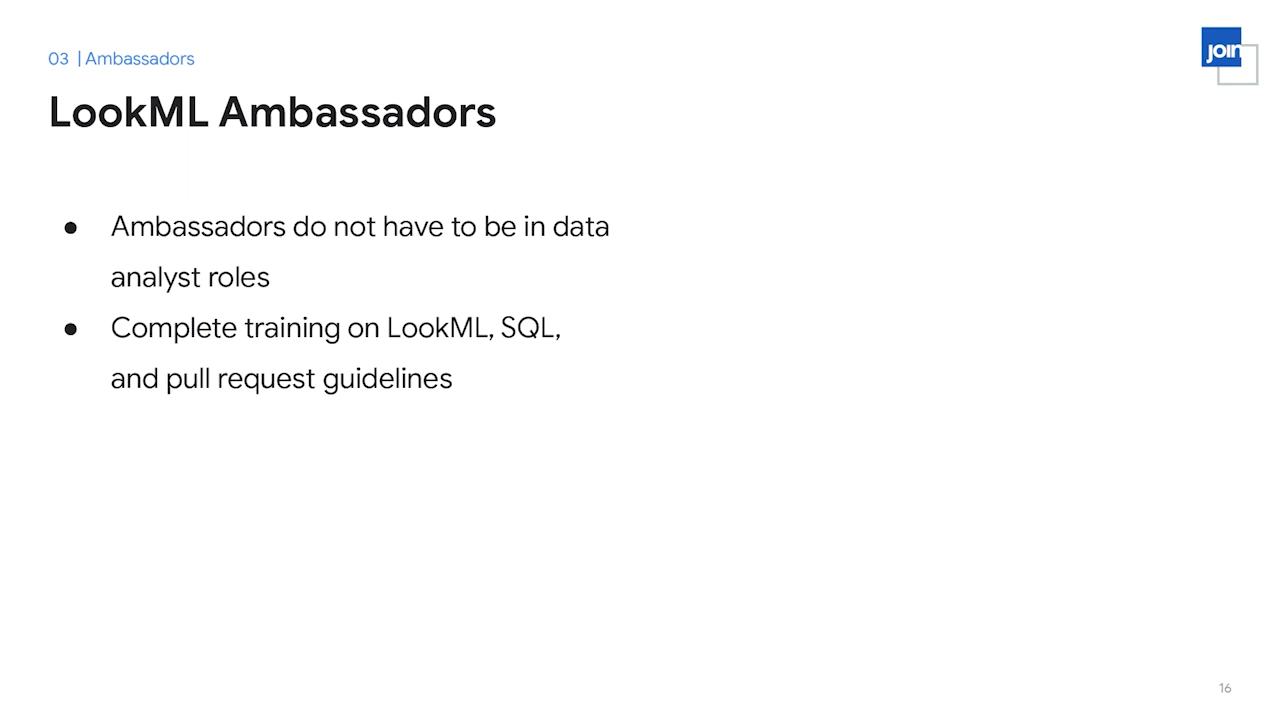 03 | Ambassadors
join
LookML Ambassadors
● Ambassadors do not have to be in data
analyst roles
● Complete training on LookML, SQL,
and pull request guidelines
16